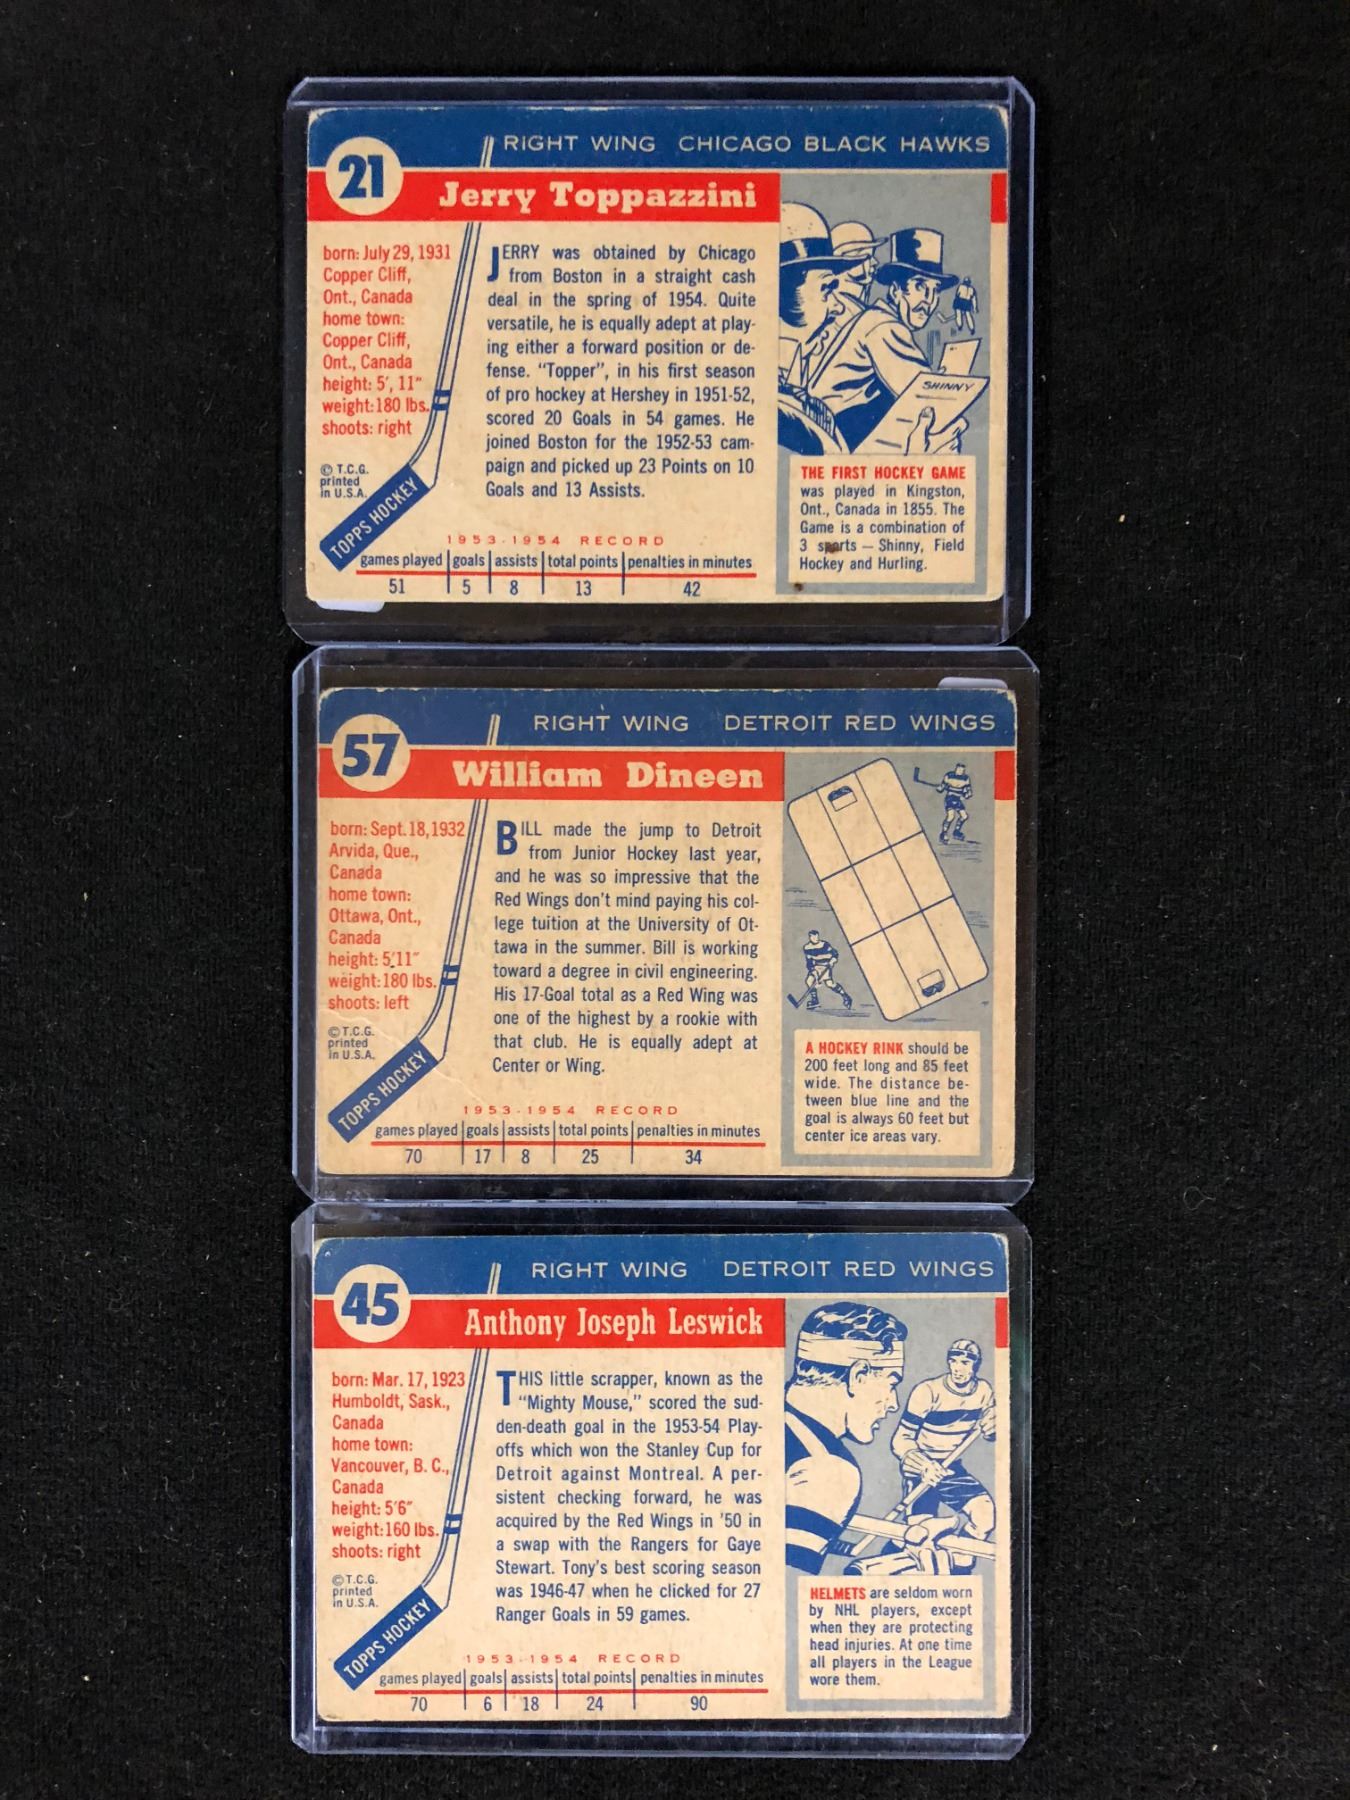 21
RIGHT WING CHICAGO BLACK HAWKS
Jerry Toppazzini
born: July 29, 1931
Copper Cliff,
Ont., Canada
home town:
Copper Cliff,
Ont., Canada
height: 5', 11"
weight: 180 lbs.
shoots: right
© T.C.G.
printed
in U.S.A.
TOPPS HOCKEY
JERRY was obtained by Chicago
from Boston in a straight cash
deal in the spring of 1954. Quite
versatile, he is equally adept at play-
ing either a forward position or de-
fense. "Topper", in his first season
of pro hockey at Hershey in 1951-52,
scored 20 Goals in 54 games. He
joined Boston for the 1952-53 cam-
paign and picked up 23 Points on 10
Goals and 13 Assists.
1953-1954 RECORD
games played goals assists total points penalties in minutes
51 5 8 13 42
SHINNY
THE FIRST HOCKEY GAME
was played in Kingston,
Ont., Canada in 1855. The
Game is a combination of
3 sports — Shinny, Field
Hockey and Hurling.
57
RIGHT WING DETROIT RED WINGS
William Dineen
born: Sept. 18, 1932
Arvida, Que.,
Canada
home town:
Ottawa, Ont.,
Canada
height: 5'11"
weight: 180 lbs.
shoots: left
© T.C.G.
printed
in U.S.A.
TOPPS HOCKEY
BILL made the jump to Detroit
from Junior Hockey last year,
and he was so impressive that the
Red Wings don't mind paying his col-
lege tuition at the University of Ot-
tawa in the summer. Bill is working
toward a degree in civil engineering.
His 17-Goal total as a Red Wing was
one of the highest by a rookie with
that club. He is equally adept at
Center or Wing.
1953-1954 RECORD
games played goals assists total points penalties in minutes
70 17 8 25 34
A HOCKEY RINK should be
200 feet long and 85 feet
wide. The distance be-
tween blue line and the
goal is always 60 feet but
center ice areas vary.
45
RIGHT WING DETROIT RED WINGS
Anthony Joseph Leswick
born: Mar. 17, 1923
Humboldt, Sask.,
Canada
home town:
Vancouver, B. C.,
Canada
height: 5'6"
weight: 160 lbs.
shoots: right
© T.C.G.
printed
in U.S.A.
TOPPS HOCKEY
THIS little scrapper, known as the
"Mighty Mouse," scored the sud-
den-death goal in the 1953-54 Play-
offs which won the Stanley Cup for
Detroit against Montreal. A per-
sistent checking forward, he was
acquired by the Red Wings in '50 in
a swap with the Rangers for Gaye
Stewart. Tony's best scoring season
was 1946-47 when he clicked for 27
Ranger Goals in 59 games.
1953-1954 RECORD
games played goals assists total points penalties in minutes
70 6 18 24 90
HELMETS are seldom worn
by NHL players, except
when they are protecting
head injuries. At one time
all players in the League
wore them.